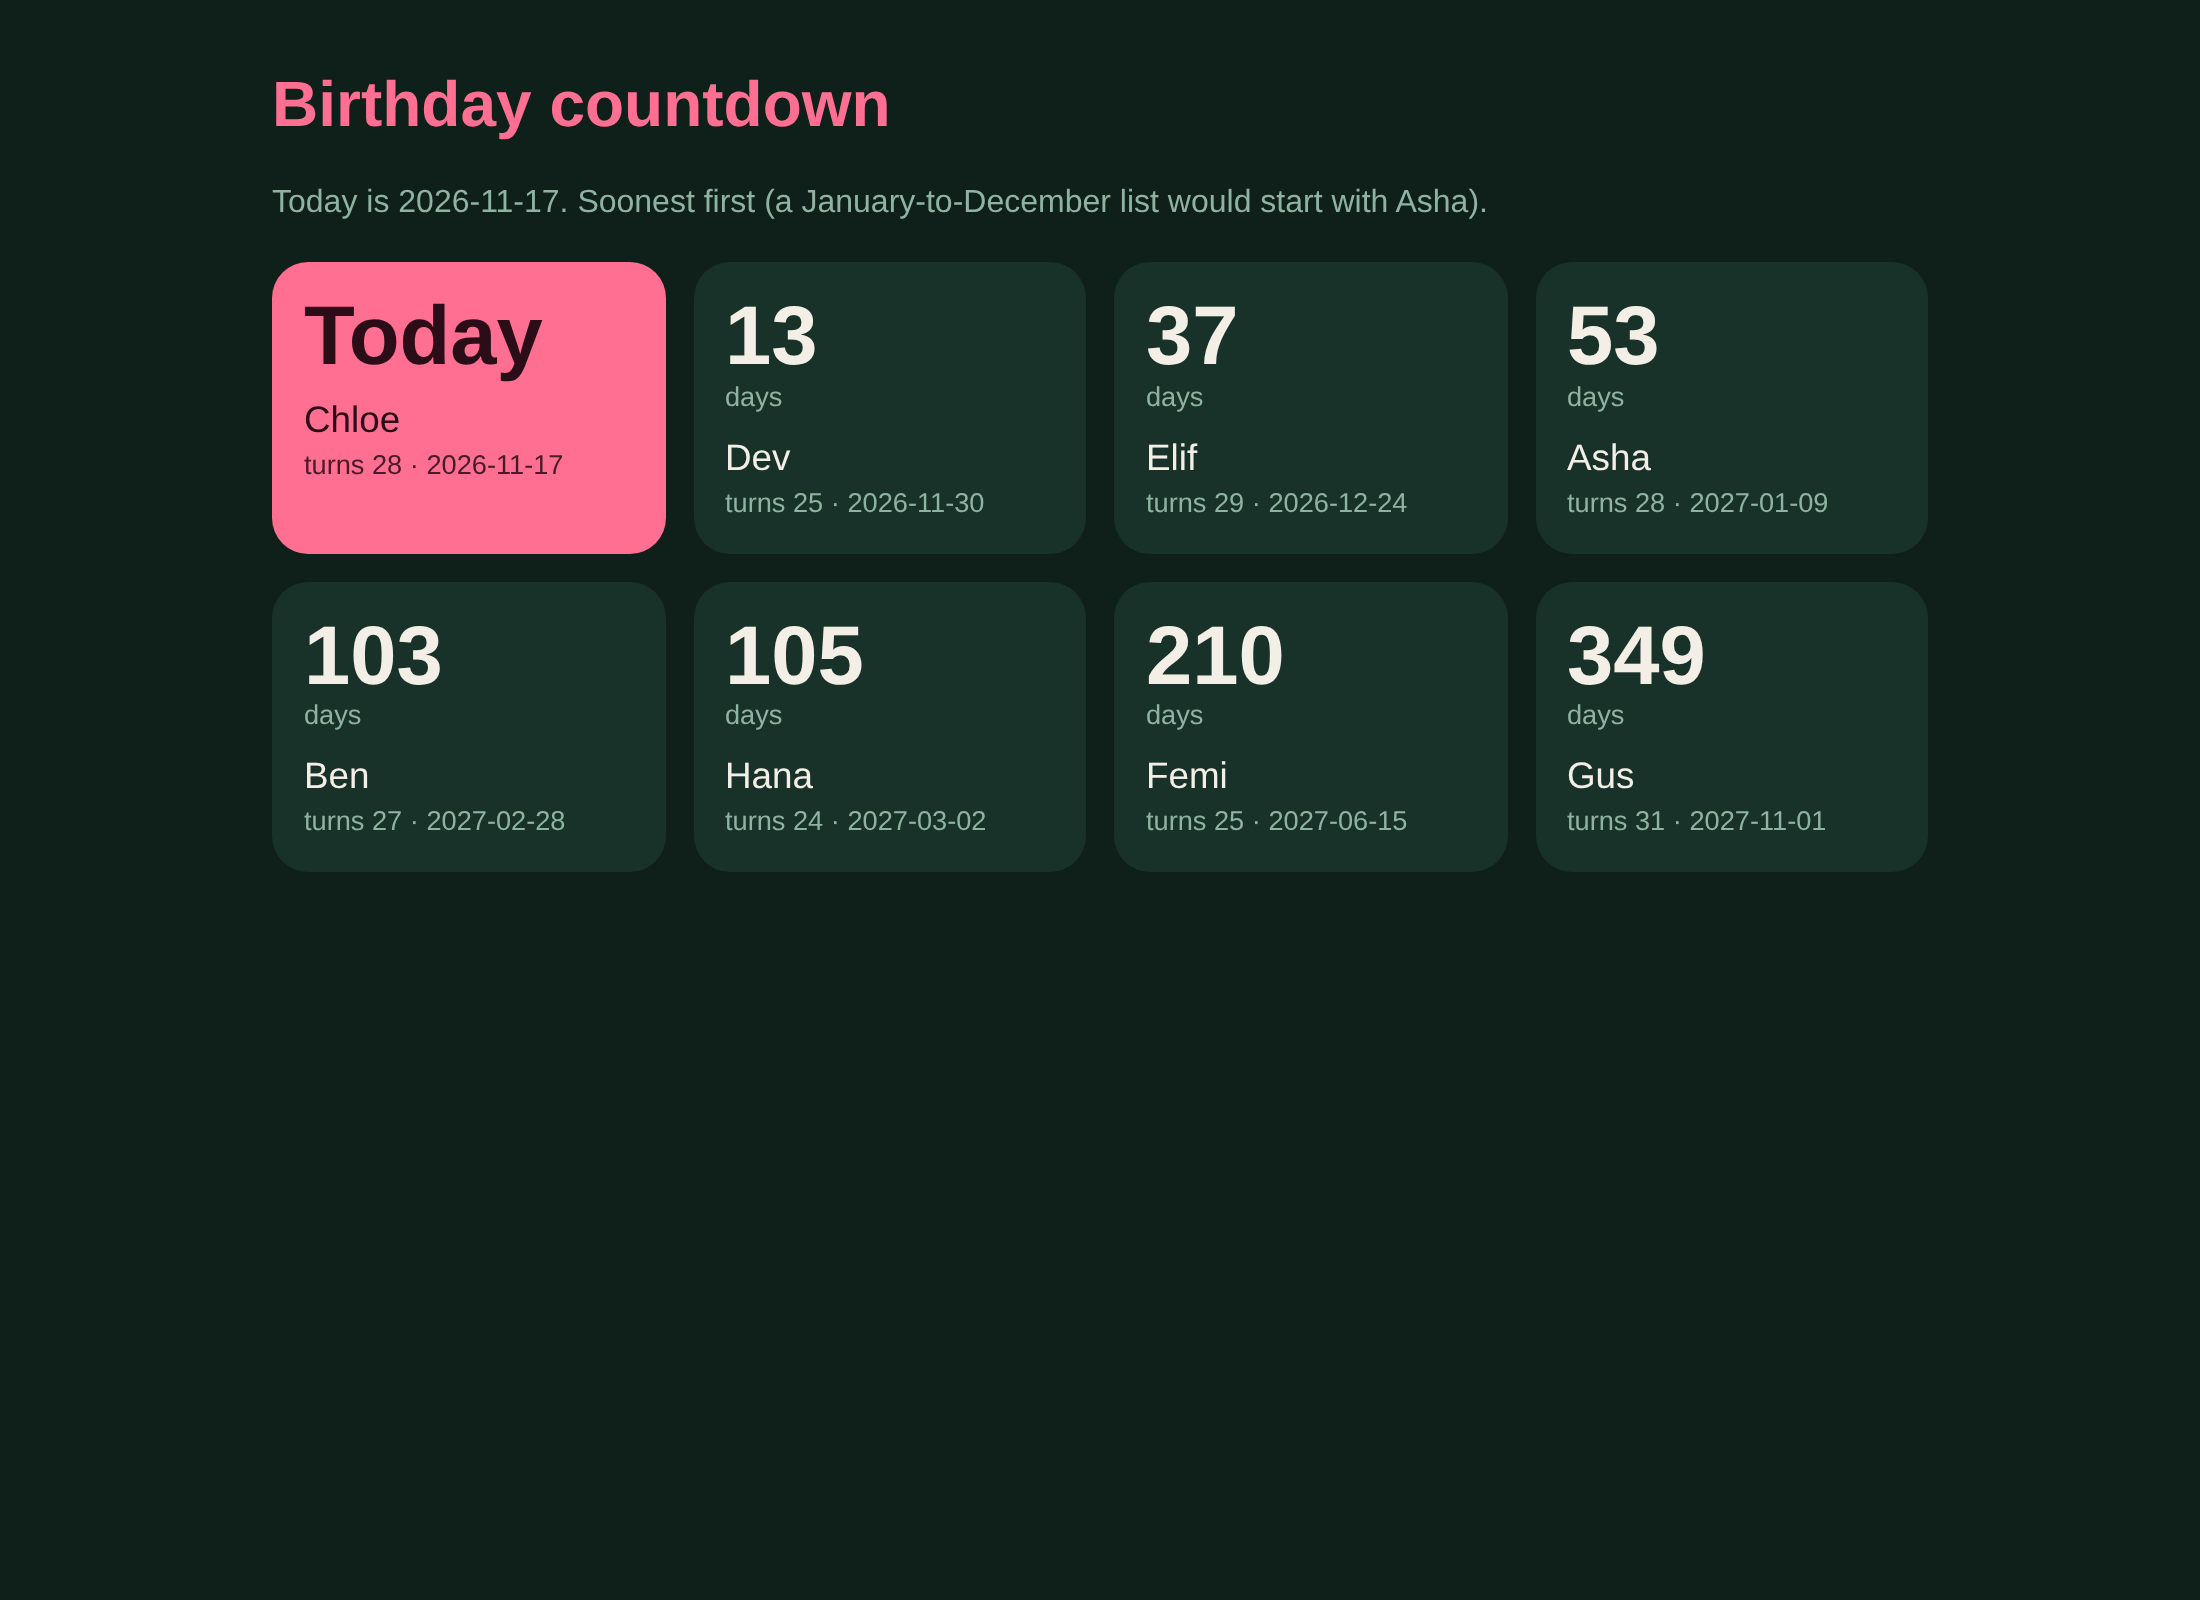 Birthday countdown
Today is 2026-11-17. Soonest first (a January-to-December list would start with Asha).
Today
Chloe
turns 28 · 2026-11-17
13
days
Dev
turns 25 · 2026-11-30
37
days
Elif
turns 29 · 2026-12-24
53
days
Asha
turns 28 · 2027-01-09
103
days
Ben
turns 27 · 2027-02-28
105
days
Hana
turns 24 · 2027-03-02
210
days
Femi
turns 25 · 2027-06-15
349
days
Gus
turns 31 · 2027-11-01